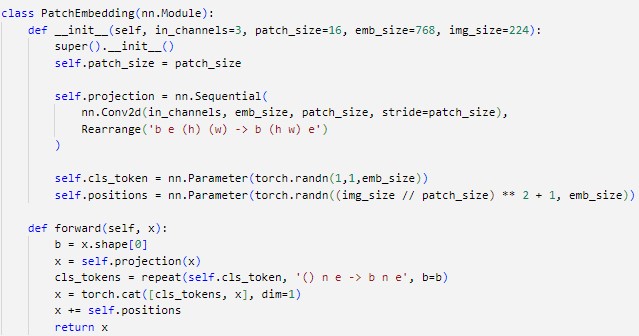 class PatchEmbedding(nn.Module):
    def __init__(self, in_channels=3, patch_size=16, emb_size=768, img_size=224):
        super().__init__()
        self.patch_size = patch_size

        self.projection = nn.Sequential(
            nn.Conv2d(in_channels, emb_size, patch_size, stride=patch_size),
            Rearrange('b e (h) (w) -> b (h w) e')
        )

        self.cls_token = nn.Parameter(torch.randn(1,1,emb_size))
        self.positions = nn.Parameter(torch.randn((img_size // patch_size) ** 2 + 1, emb_size))

    def forward(self, x):
        b = x.shape[0]
        x = self.projection(x)
        cls_tokens = repeat(self.cls_token, '() n e -> b n e', b=b)
        x = torch.cat([cls_tokens, x], dim=1)
        x += self.positions
        return x